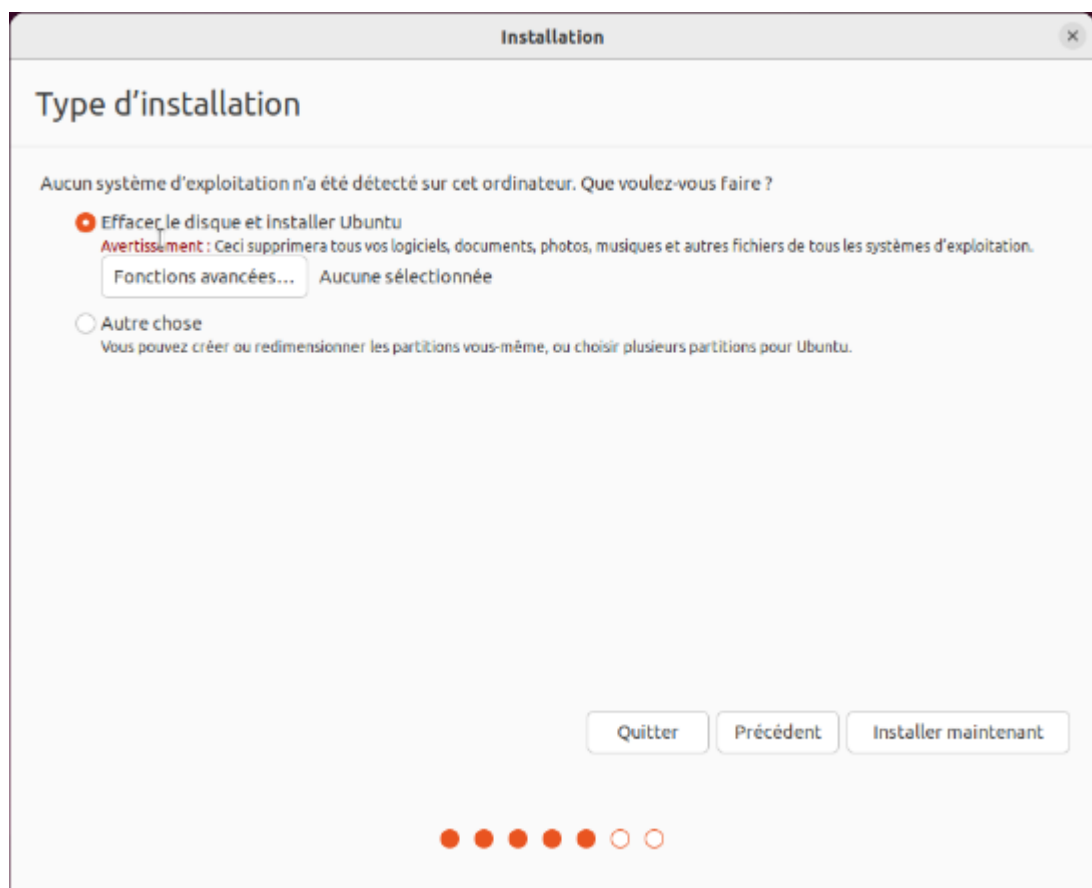 Installation
Type d’installation
Aucun système d’exploitation n’a été détecté sur cet ordinateur. Que voulez-vous faire ?
Effacer le disque et installer Ubuntu
Avertissement : Ceci supprimera tous vos logiciels, documents, photos, musiques et autres fichiers de tous les systèmes d’exploitation.
Fonctions avancées... Aucune sélectionnée
Autre chose
Vous pouvez créer ou redimensionner les partitions vous-même, ou choisir plusieurs partitions pour Ubuntu.
Quitter Précédent Installer maintenant